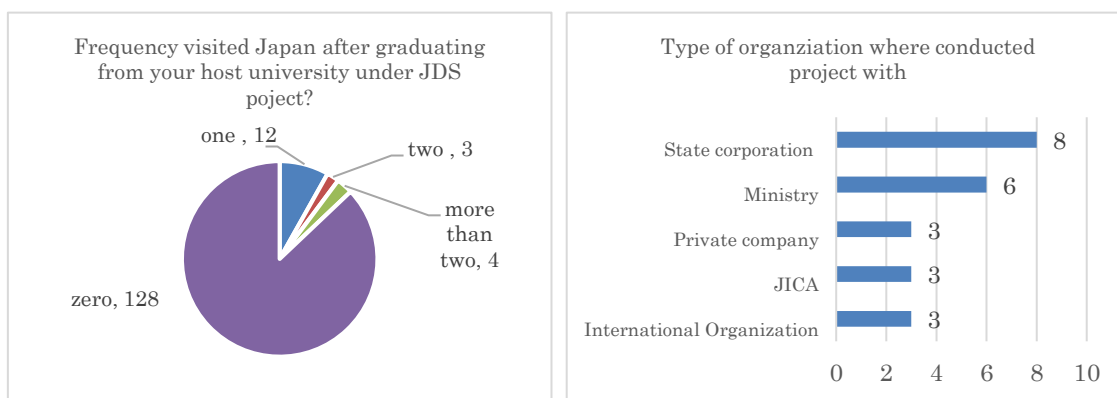 Frequency visited Japan after graduating
from your host university under JDS
poject?
one , 12
two , 3
more
than
two, 4
zero, 128
Type of organziation where conducted
project with
State corporation
8
Ministry
6
Private company
3
JICA
3
International Organization
3
0 2 4 6 8 10